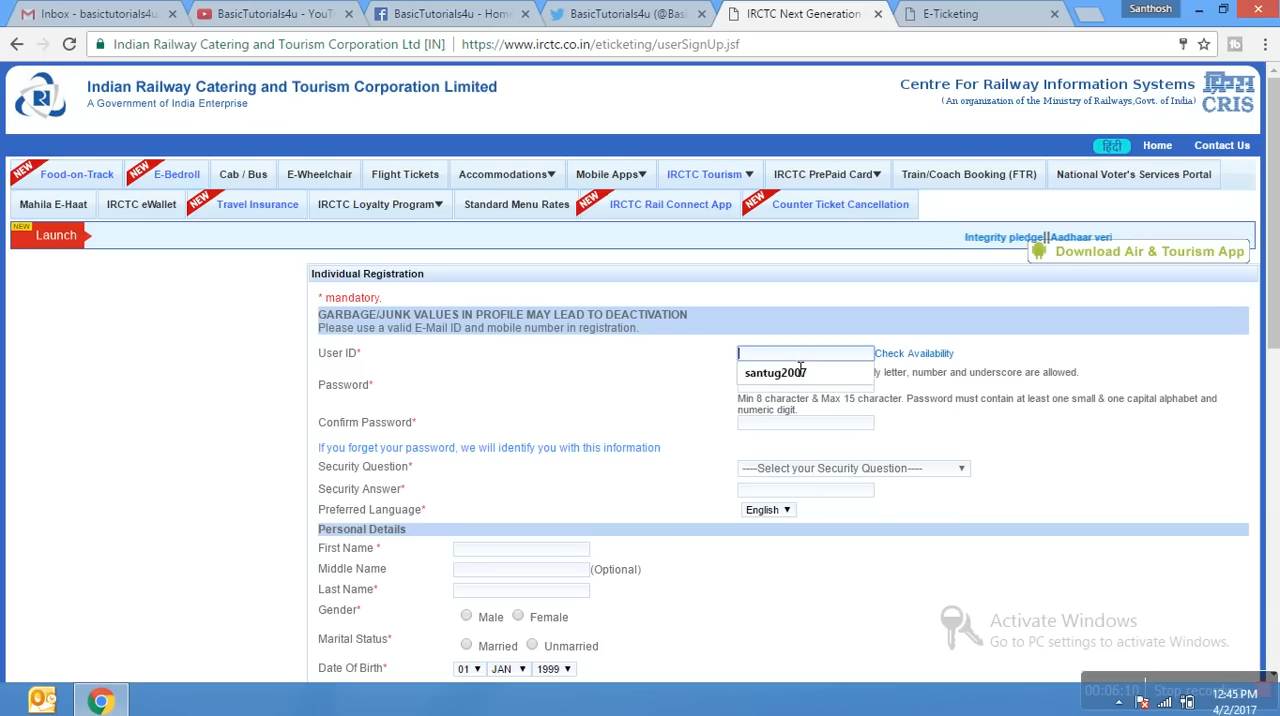 Inbox - basictutorials4u
BasicTutorials4U - YouT
BasicTutorials4U - Home
BasicTutorials4u (@Basi
IRCTC Next Generation
E-Ticketing
Santhosh
Indian Railway Catering and Tourism Corporation Ltd [IN]
https://www.irctc.co.in/eticketing/userSignUp.jsf
Indian Railway Catering and Tourism Corporation Limited
A Government of India Enterprise
Centre For Railway Information Systems
(An organization of the Ministry of Railways,Govt. of India)
CRIS
हिंदी Home Contact Us
NEW Food-on-Track NEW E-Bedroll Cab / Bus E-Wheelchair Flight Tickets Accommodations▼ Mobile Apps▼ IRCTC Tourism ▼ IRCTC PrePaid CARD▼ Train/Coach Booking (FTR) National Voter's Services Portal
Mahila E-Haat IRCTC eWallet NEW Travel Insurance IRCTC Loyalty Program▼ Standard Menu Rates NEW IRCTC Rail Connect App NEW Counter Ticket Cancellation
NEW
Launch
Integrity pledge||Aadhaar veri
Download Air & Tourism App
Individual Registration
* mandatory.
GARBAGE/JUNK VALUES IN PROFILE MAY LEAD TO DEACTIVATION
Please use a valid E-Mail ID and mobile number in registration.
User ID* Check Availability
santug2007 letter, number and underscore are allowed.
Password*
Min 8 character & Max 15 character. Password must contain at least one small & one capital alphabet and
numeric digit.
Confirm Password*
If you forget your password, we will identify you with this information
Security Question* ----Select your Security Question----
Security Answer*
Preferred Language* English
Personal Details
First Name *
Middle Name (Optional)
Last Name*
Gender* Male Female
Marital Status* Married Unmarried
Date Of Birth* 01 JAN 1999
Activate Windows
Go to PC settings to activate Windows.
00:06:10 Stop recor
12:45 PM
4/2/2017